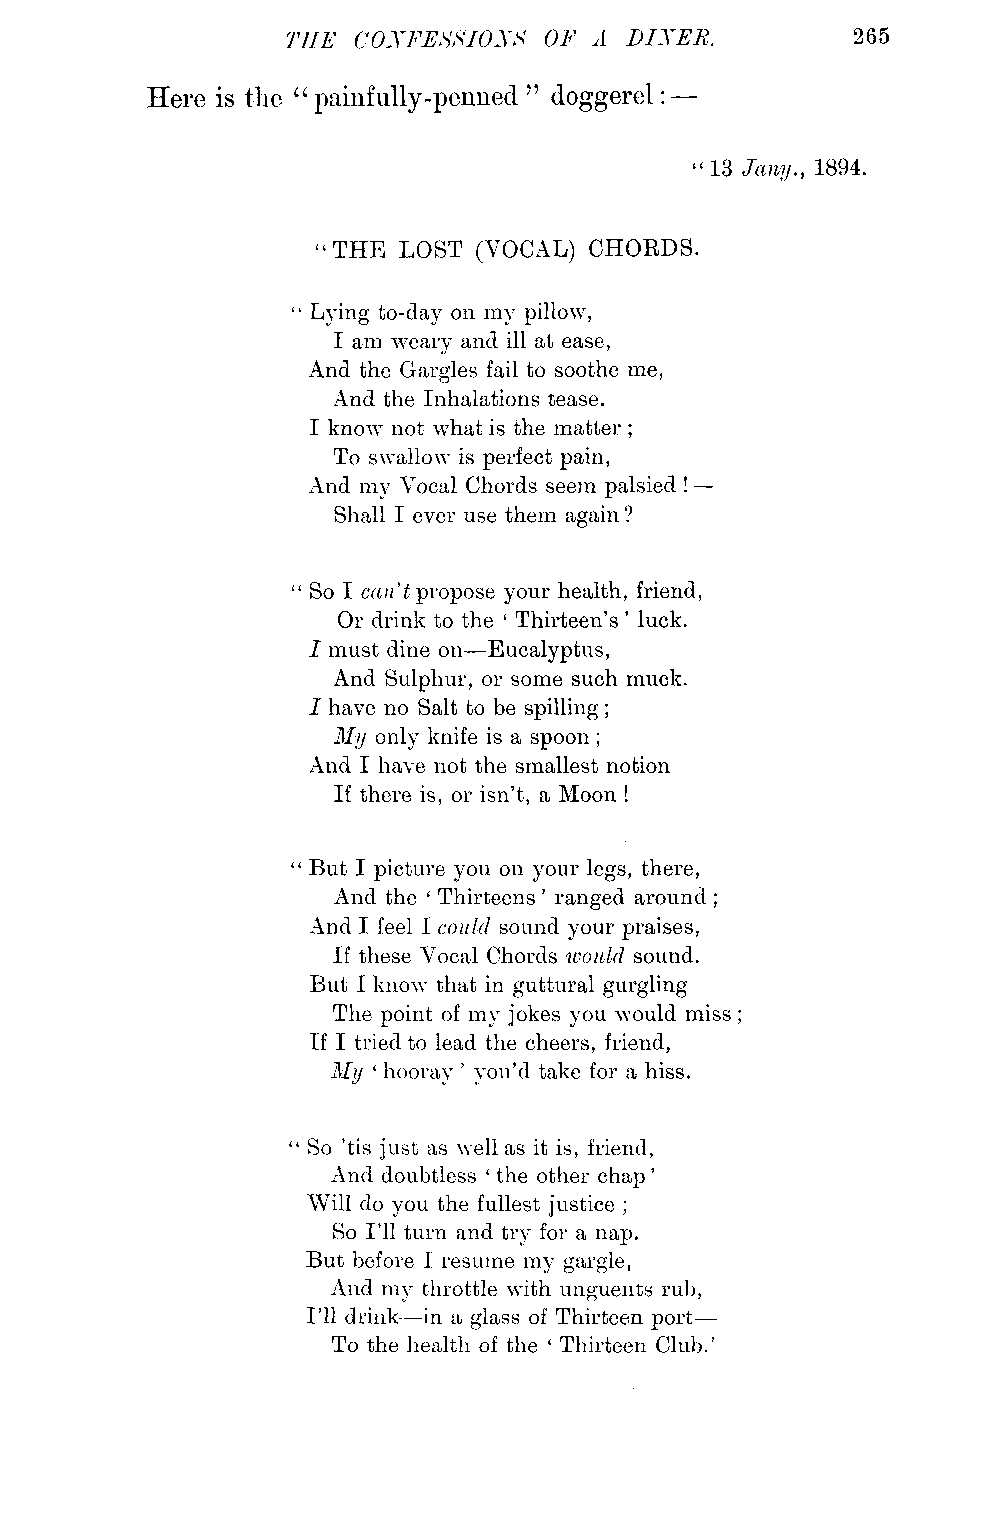 THE CONFESSIONS OF A DINER. 265
Here is the “painfully-penned” doggerel:—
“13 Jany., 1894.
“THE LOST (VOCAL) CHORDS.
“Lying to-day on my pillow,
I am weary and ill at ease,
And the Gargles fail to soothe me,
And the Inhalations tease.
I know not what is the matter;
To swallow is perfect pain,
And my Vocal Chords seem palsied!—
Shall I ever use them again?
“So I can't propose your health, friend,
Or drink to the ‘Thirteen's’ luck.
I must dine on—Eucalyptus,
And Sulphur, or some such muck.
I have no Salt to be spilling;
My only knife is a spoon;
And I have not the smallest notion
If there is, or isn't, a Moon!
“But I picture you on your legs, there,
And the ‘Thirteens’ ranged around;
And I feel I could sound your praises,
If these Vocal Chords would sound.
But I know that in guttural gurgling
The point of my jokes you would miss;
If I tried to lead the cheers, friend,
My ‘hooray’ you'd take for a hiss.
“So 'tis just as well as it is, friend,
And doubtless ‘the other chap’
Will do you the fullest justice;
So I'll turn and try for a nap.
But before I resume my gargle,
And my throttle with unguents rub,
I'll drink—in a glass of Thirteen port—
To the health of the ‘Thirteen Club.’